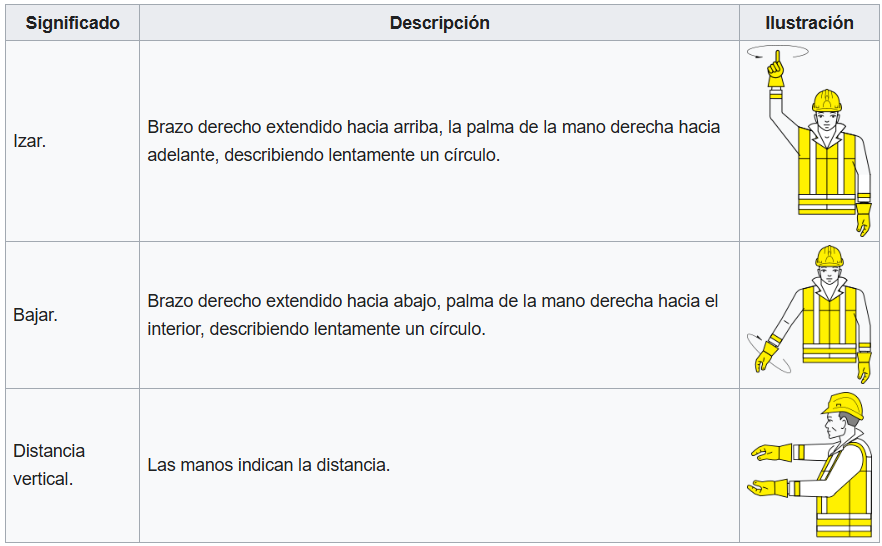 Significado Descripción Ilustración
Izar.
Brazo derecho extendido hacia arriba, la palma de la mano derecha hacia
adelante, describiendo lentamente un círculo.
Bajar.
Brazo derecho extendido hacia abajo, palma de la mano derecha hacia el
interior, describiendo lentamente un círculo.
Distancia
vertical.
Las manos indican la distancia.